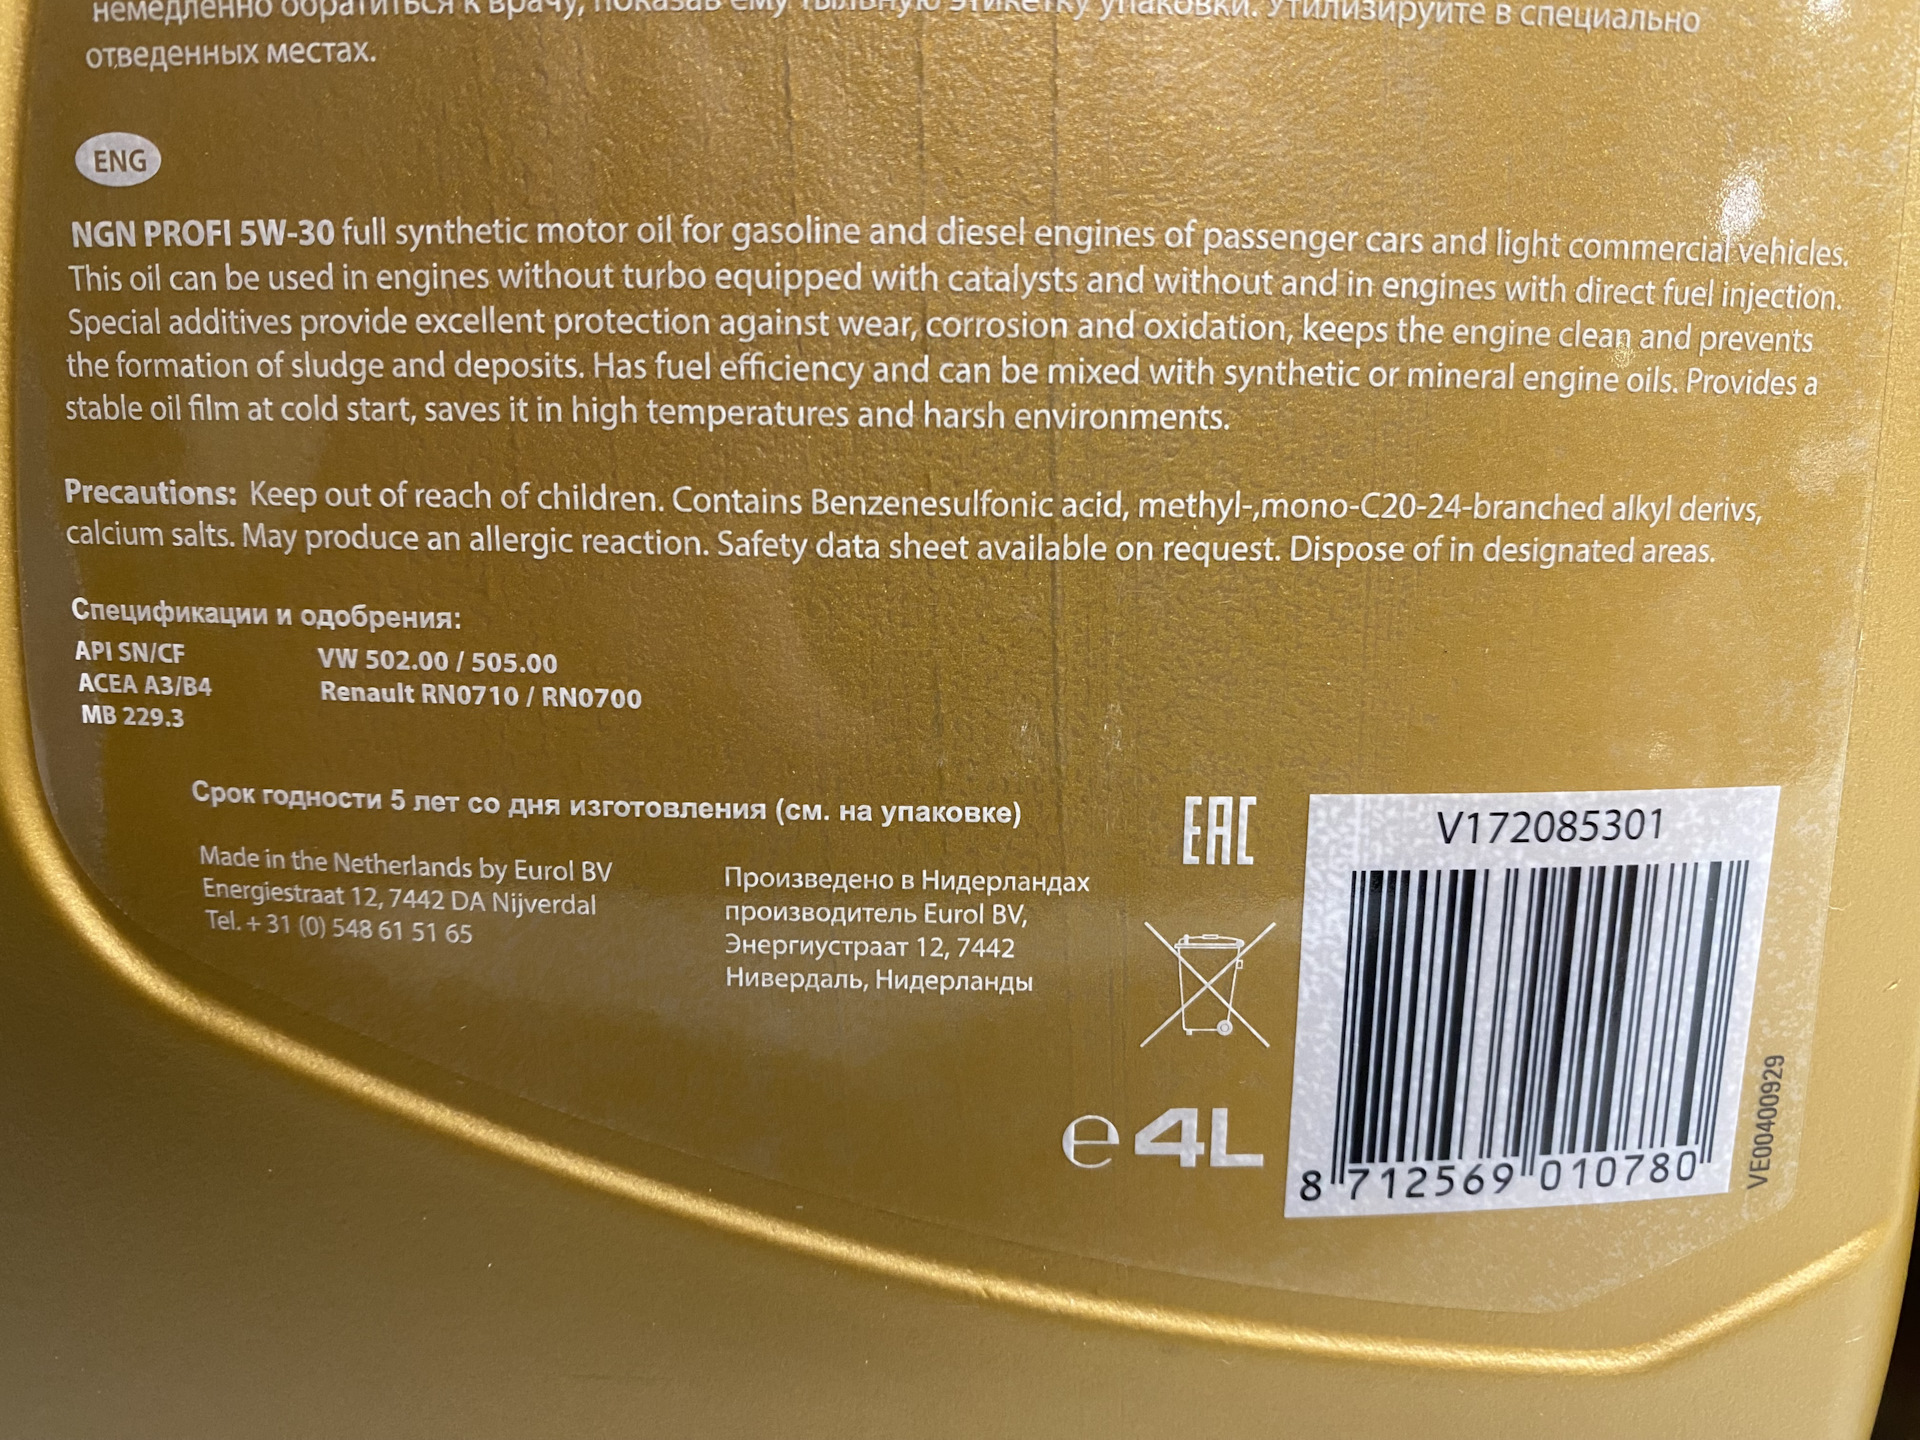 немедленно обратиться к врачу, показав ему тыльную этикетку упаковки. Утилизируйте в специально
отведенных местах.
ENG
NGN PROFI 5W-30 full synthetic motor oil for gasoline and diesel engines of passenger cars and light commercial vehicles.
This oil can be used in engines without turbo equipped with catalysts and without and in engines with direct fuel injection.
Special additives provide excellent protection against wear, corrosion and oxidation, keeps the engine clean and prevents
the formation of sludge and deposits. Has fuel efficiency and can be mixed with synthetic or mineral engine oils. Provides a
stable oil film at cold start, saves it in high temperatures and harsh environments.
Precautions: Keep out of reach of children. Contains Benzenesulfonic acid, methyl-,mono-C20-24-branched alkyl derivs,
calcium salts. May produce an allergic reaction. Safety data sheet available on request. Dispose of in designated areas.
Спецификации и одобрения:
API SN/CF
ACEA A3/B4
MB 229.3
VW 502.00 / 505.00
Renault RN0710 / RN0700
Срок годности 5 лет со дня изготовления (см. на упаковке)
Made in the Netherlands by Eurol BV
Energiestraat 12, 7442 DA Nijverdal
Tel. + 31 (0) 548 61 51 65
Произведено в Нидерландах
производитель Eurol BV,
Энергиустраат 12, 7442
Нивердаль, Нидерланды
EAC
e 4L
V172085301
8 712569 010780
VE00400929